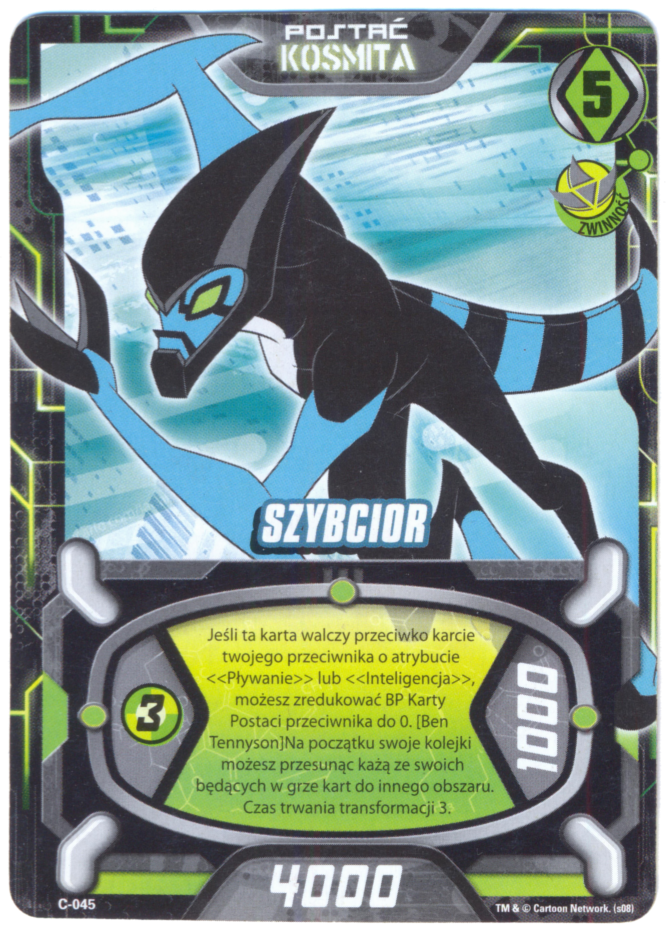 POSTAĆ
KOSMITA
5
ZWINNOŚĆ
SZYBCIOR
Jeśli ta karta walczy przeciwko karcie
twojego przeciwnika o atrybucie
<<Pływanie>> lub <<Inteligencja>>,
możesz zredukować BP Karty
Postaci przeciwnika do 0. [Ben
Tennyson]Na początku swoje kolejki
możesz przesunąc każą ze swoich
będących w grze kart do innego obszaru.
Czas trwania transformacji 3.
3
1000
4000
C-045
TM & © Cartoon Network. (s08)